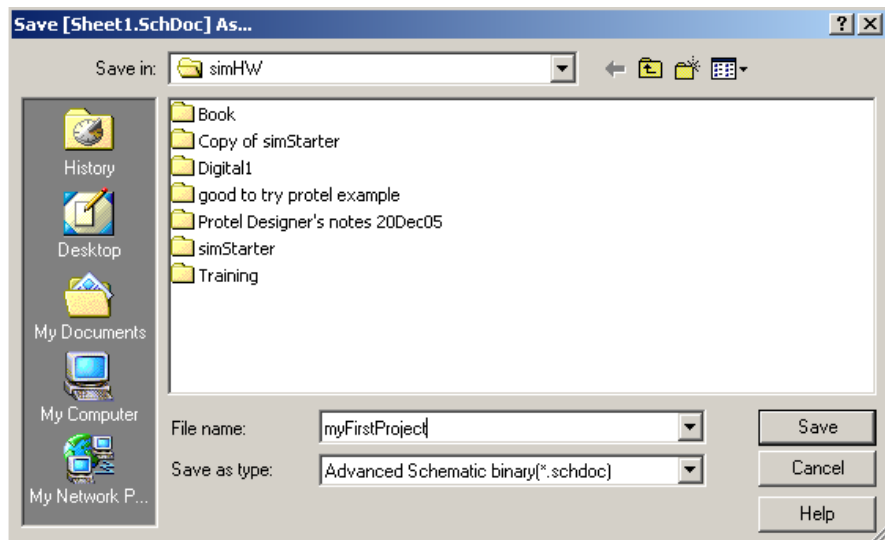 Save [Sheet1.SchDoc] As...
Save in:
simHW
History
Desktop
My Documents
My Computer
My Network P...
Book
Copy of simStarter
Digital1
good to try protel example
Protel Designer's notes 20Dec05
simStarter
Training
File name:
myFirstProject
Save
Save as type:
Advanced Schematic binary(*.schdoc)
Cancel
Help